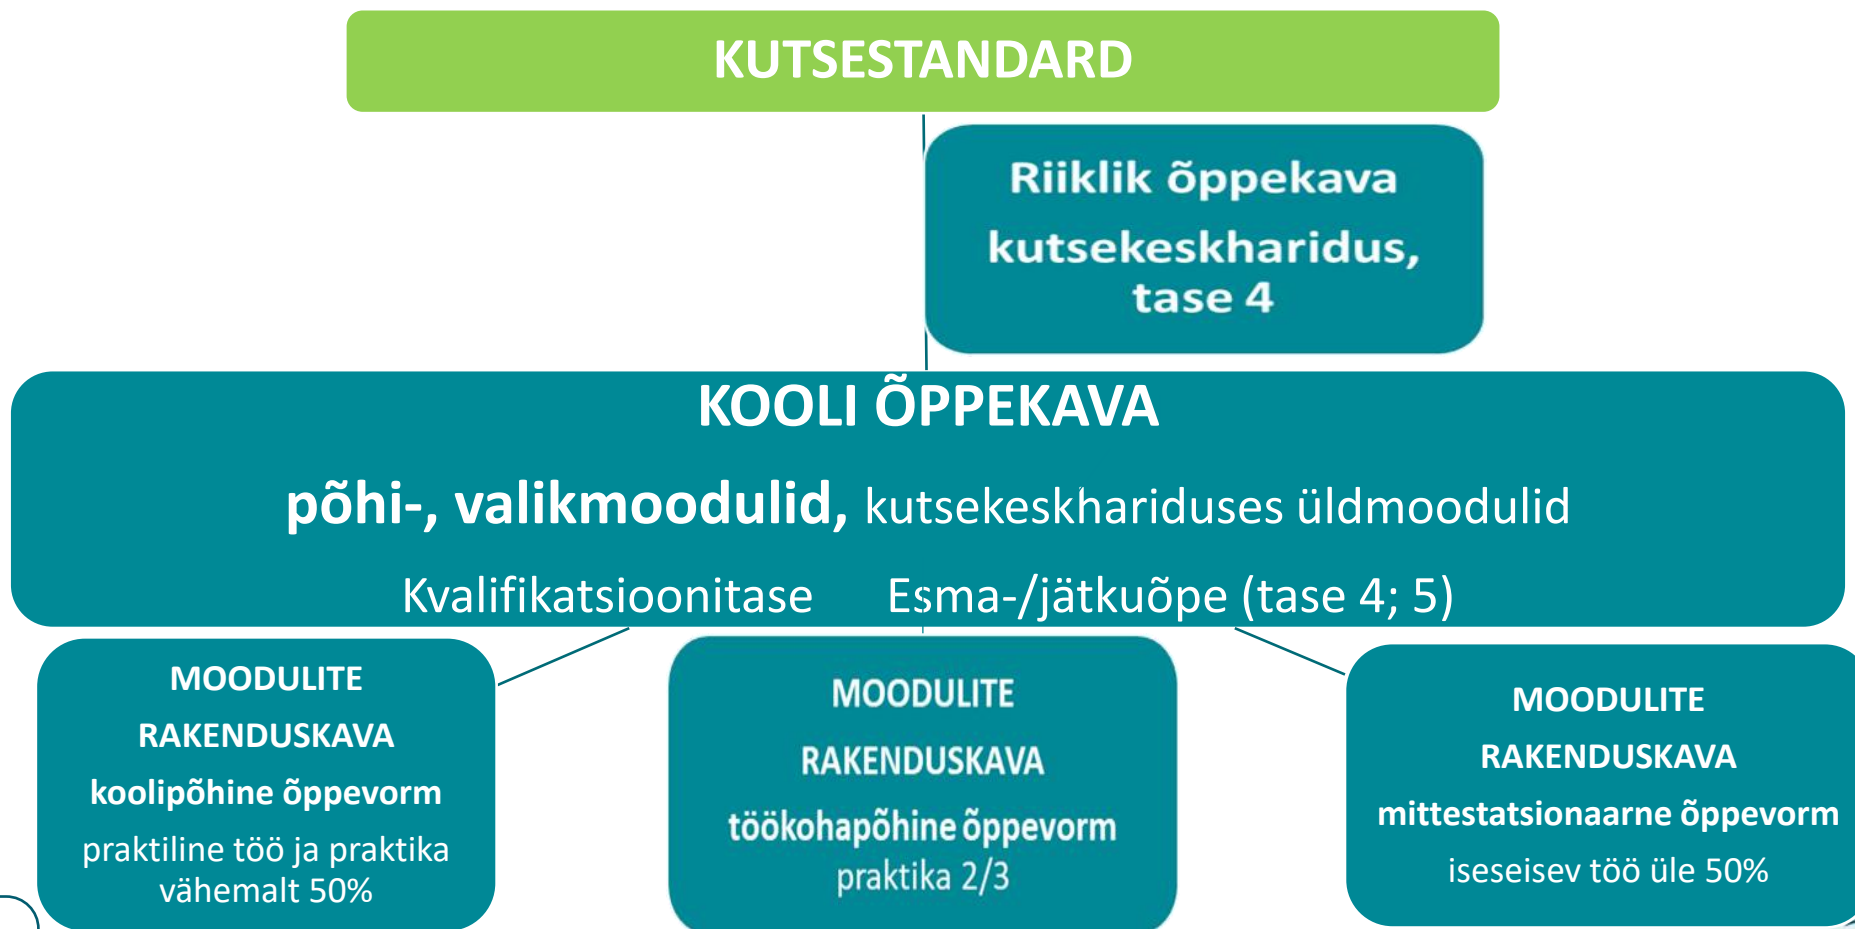 KUTSESTANDARD
Riiklik õppekava
kutsekeskharidus,
tase 4
KOOLI ÕPPEKAVA
põhi-, valikmoodulid, kutsekeskhariduses üldmoodulid
Kvalifikatsioonitase Esma-/jätkuõpe (tase 4; 5)
MOODULITE
RAKENDUSKAVA
koolipõhine õppevorm
praktiline töö ja praktika
vähemalt 50%
MOODULITE
RAKENDUSKAVA
töökohapõhine õppevorm
praktika 2/3
MOODULITE
RAKENDUSKAVA
mittestatsionaarne õppevorm
iseseisev töö üle 50%